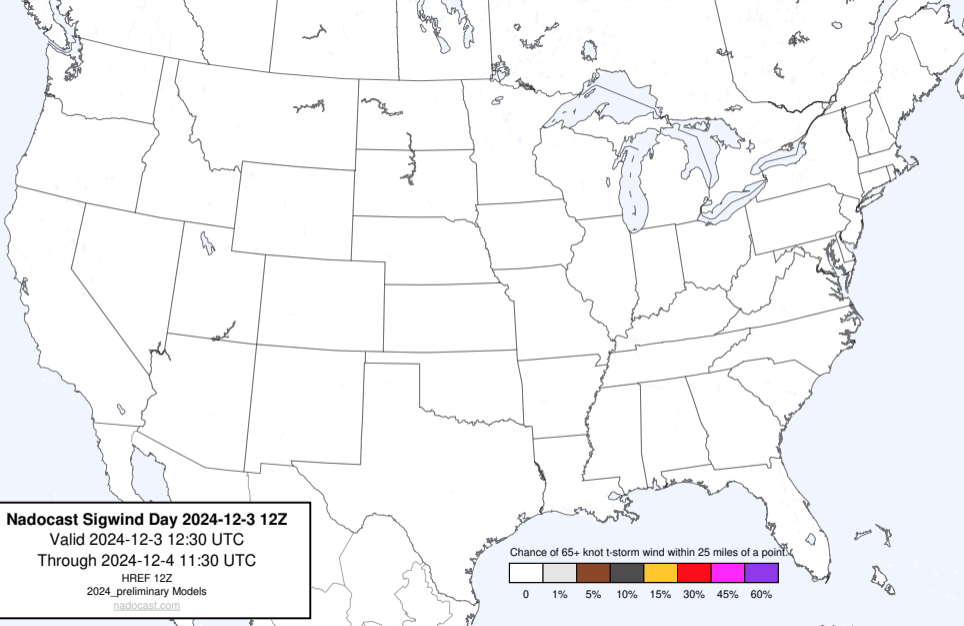 Nadocast Sigwind Day 2024-12-3 12Z
Valid 2024-12-3 12:30 UTC
Through 2024-12-4 11:30 UTC
HREF 12Z
2024_preliminary Models
nadocast.com
Chance of 65+ knot t-storm wind within 25 miles of a point.
0 1% 5% 10% 15% 30% 45% 60%